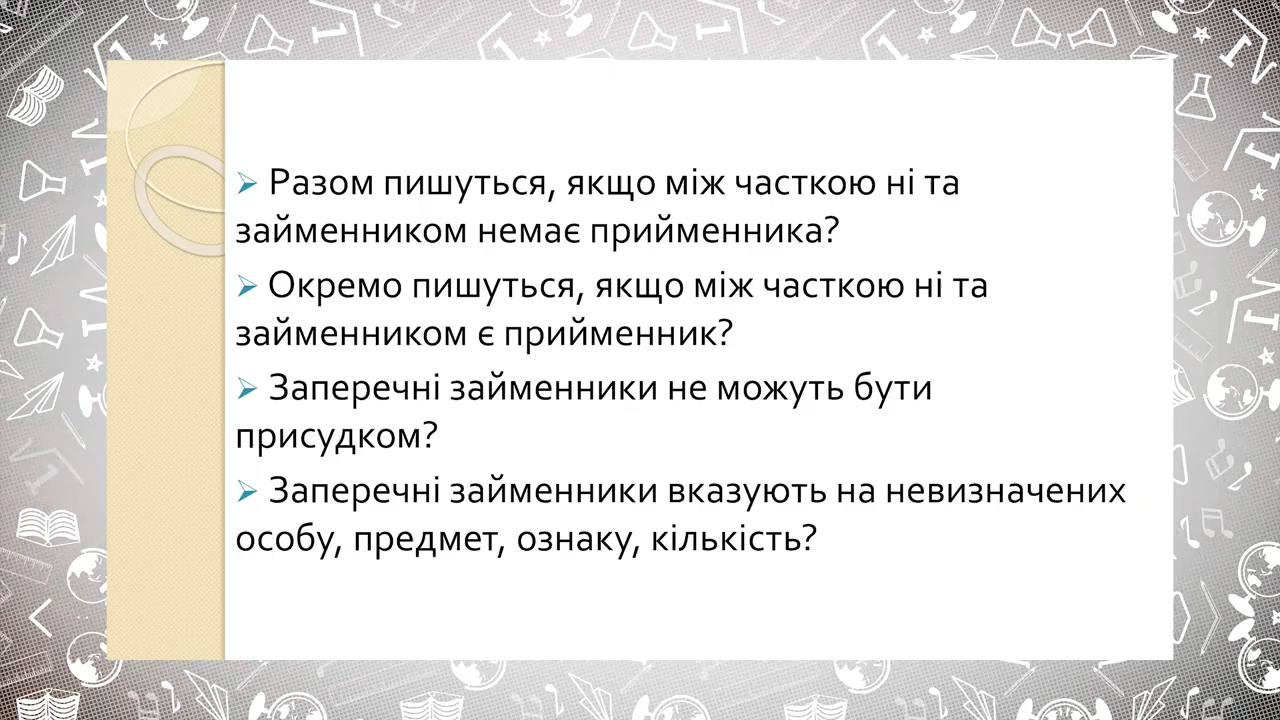 Разом пишуться, якщо між часткою ні та
займенником немає прийменника?
Окремо пишуться, якщо між часткою ні та
займенником є прийменник?
Заперечні займенники не можуть бути
присудком?
Заперечні займенники вказують на невизначених
особу, предмет, ознаку, кількість?